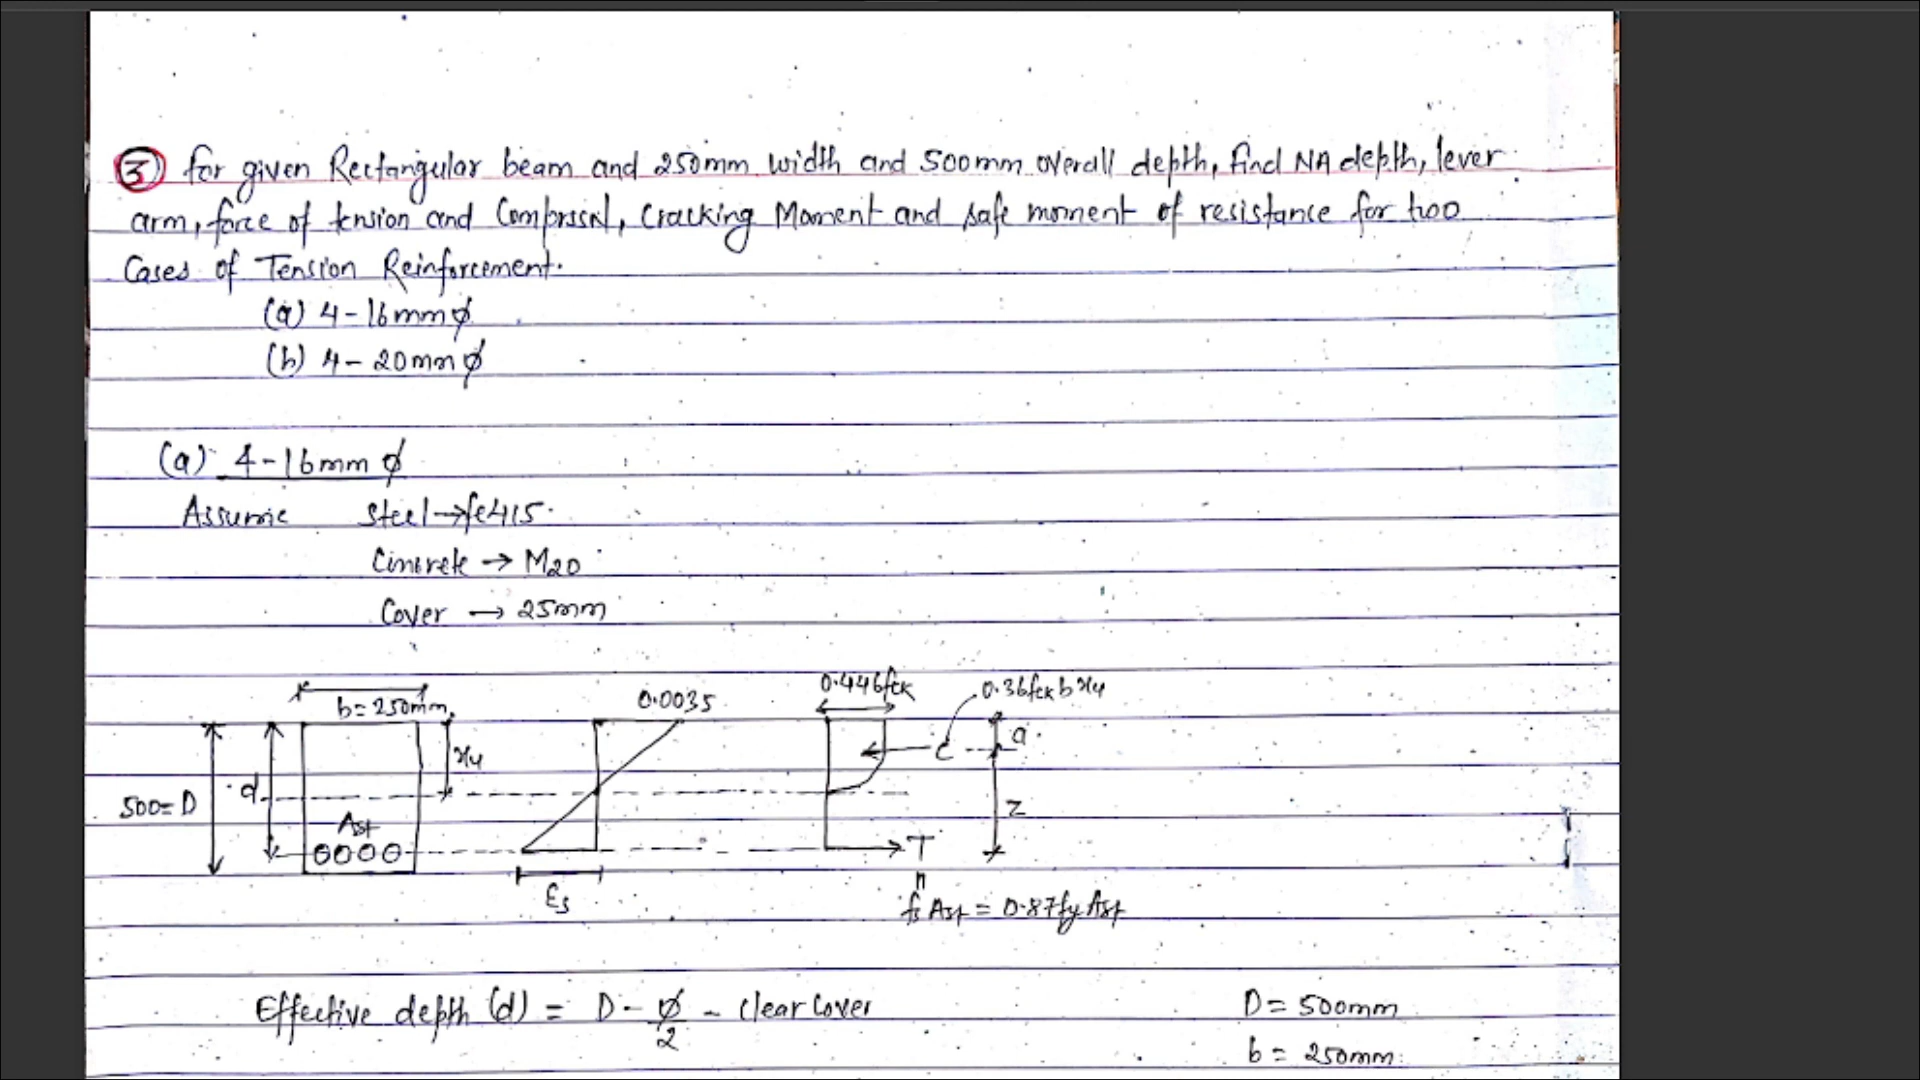 ③ for given Rectangular beam and 250mm width and 500mm overall depth, find NA depth, lever
arm, force of tension and Comprssn, Cracking Moment and safe moment of resistance for two
Cases of Tension Reinforcement.
(a) 4-16mmϕ
(b) 4-20mmϕ
(a) 4-16mm ϕ
Assume Steel→fe415.
Concrete → M20
Cover → 25mm
b=250mm
0.0035
0.446fck
0.36fck b xu
xu
C
a
500=D
d
z
Ast
T
Es
fs Ast = 0.87fy Ast
Effective depth (d) = D - ϕ/2 - Clear Cover
D = 500mm
b = 250mm